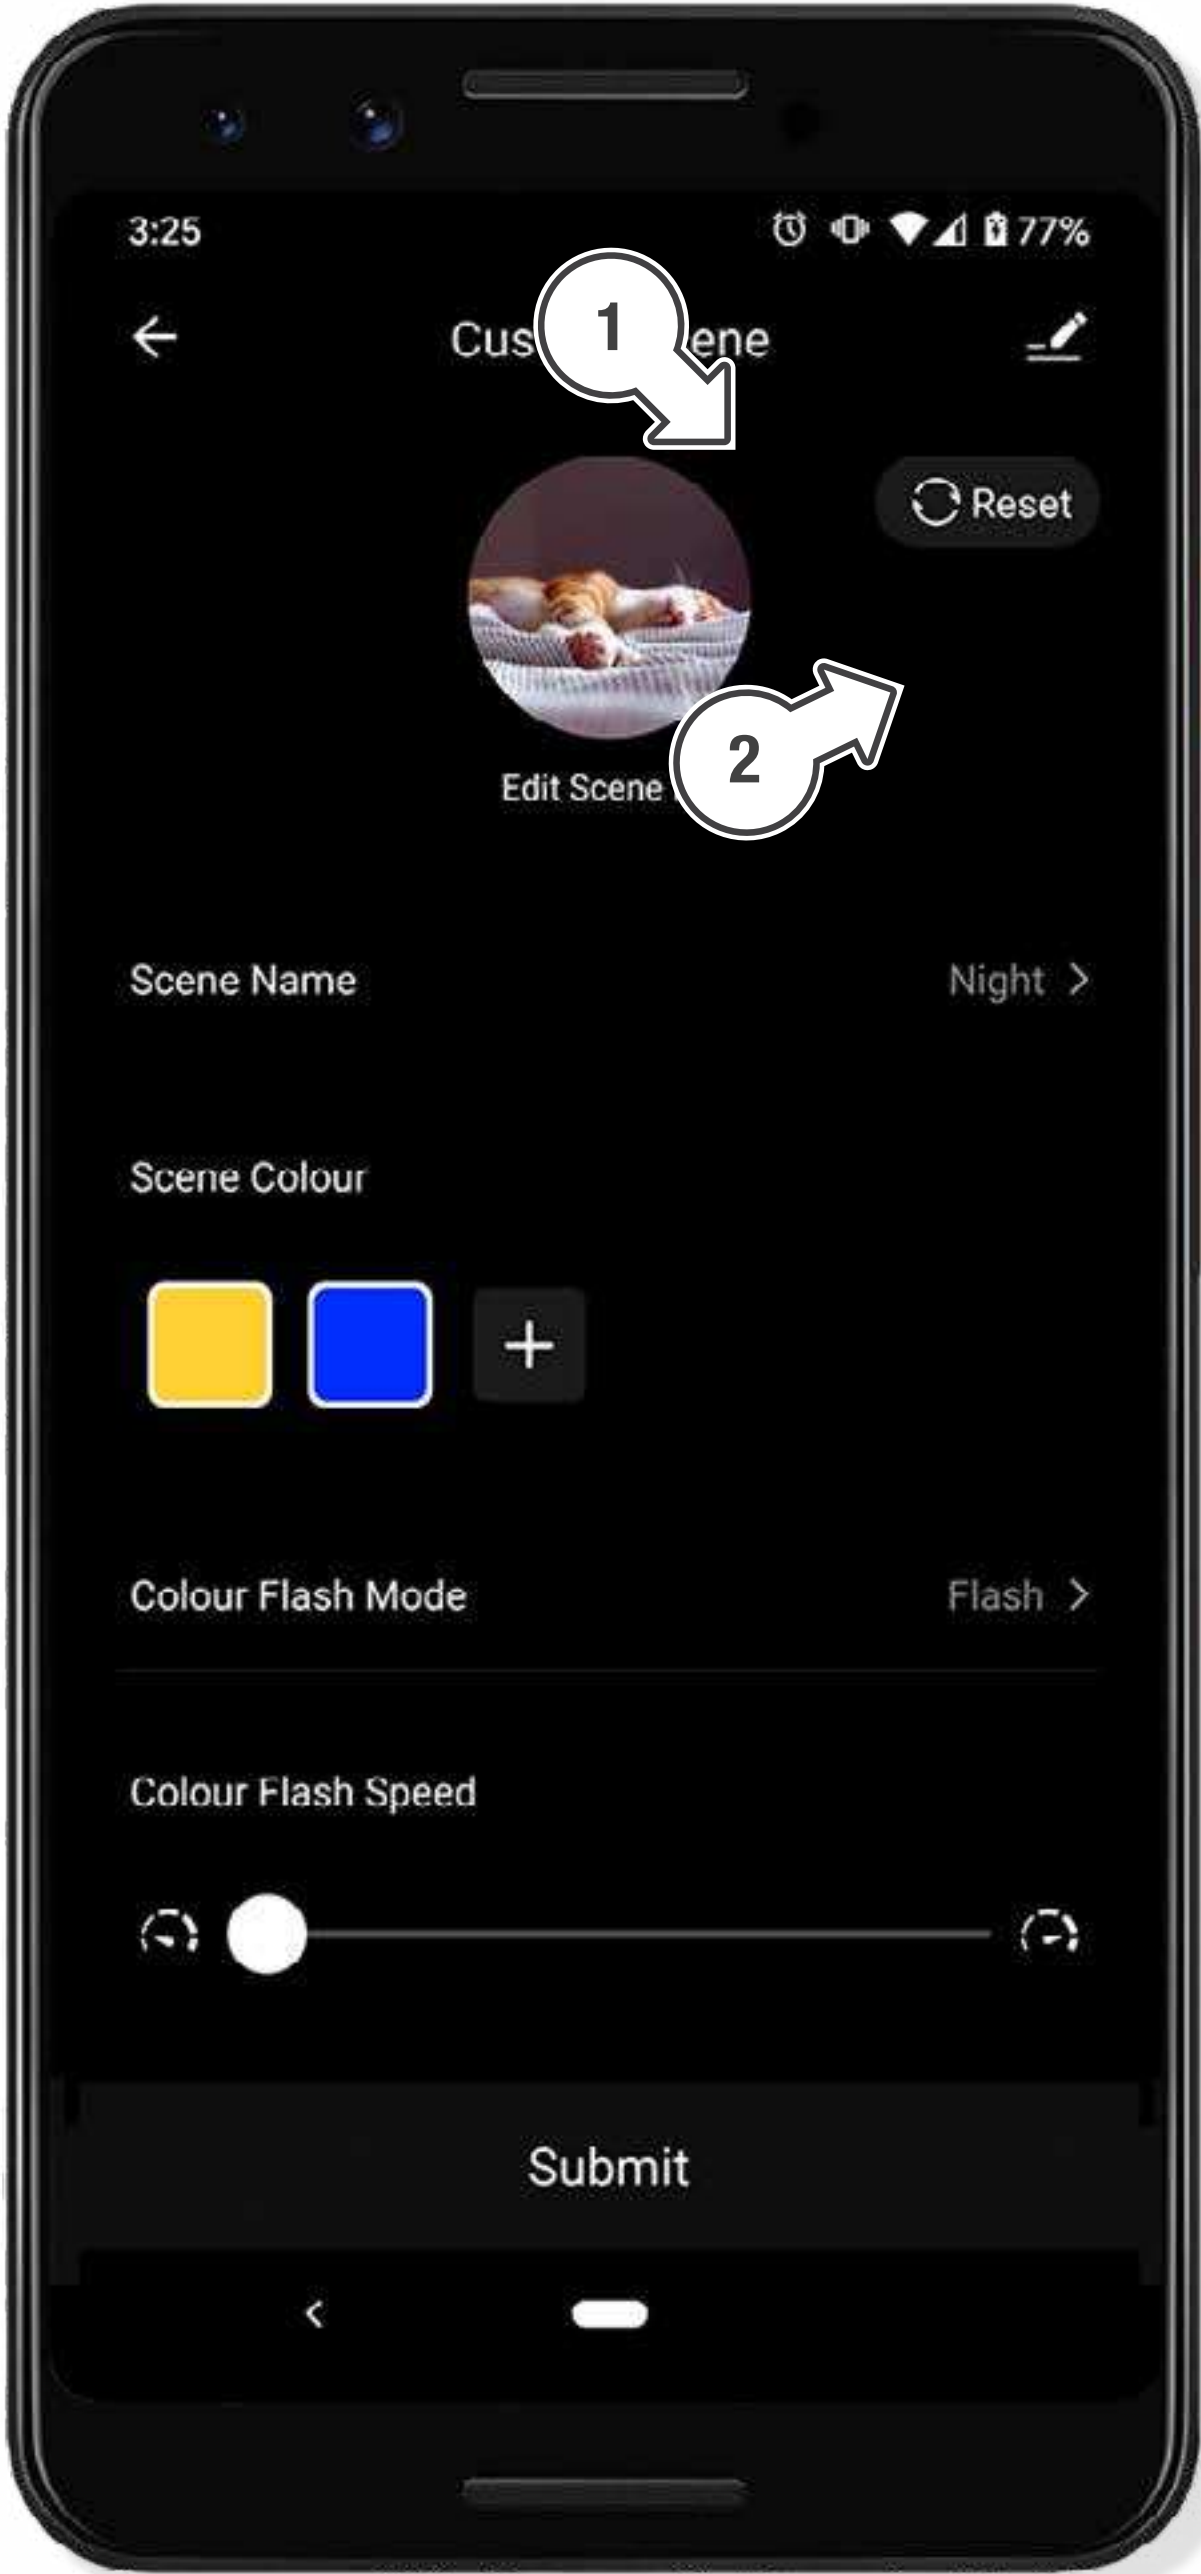 3:25 77%
Cus ene
1
Reset
2
Edit Scene
Scene Name Night >
Scene Colour
+
Colour Flash Mode Flash >
Colour Flash Speed
Submit